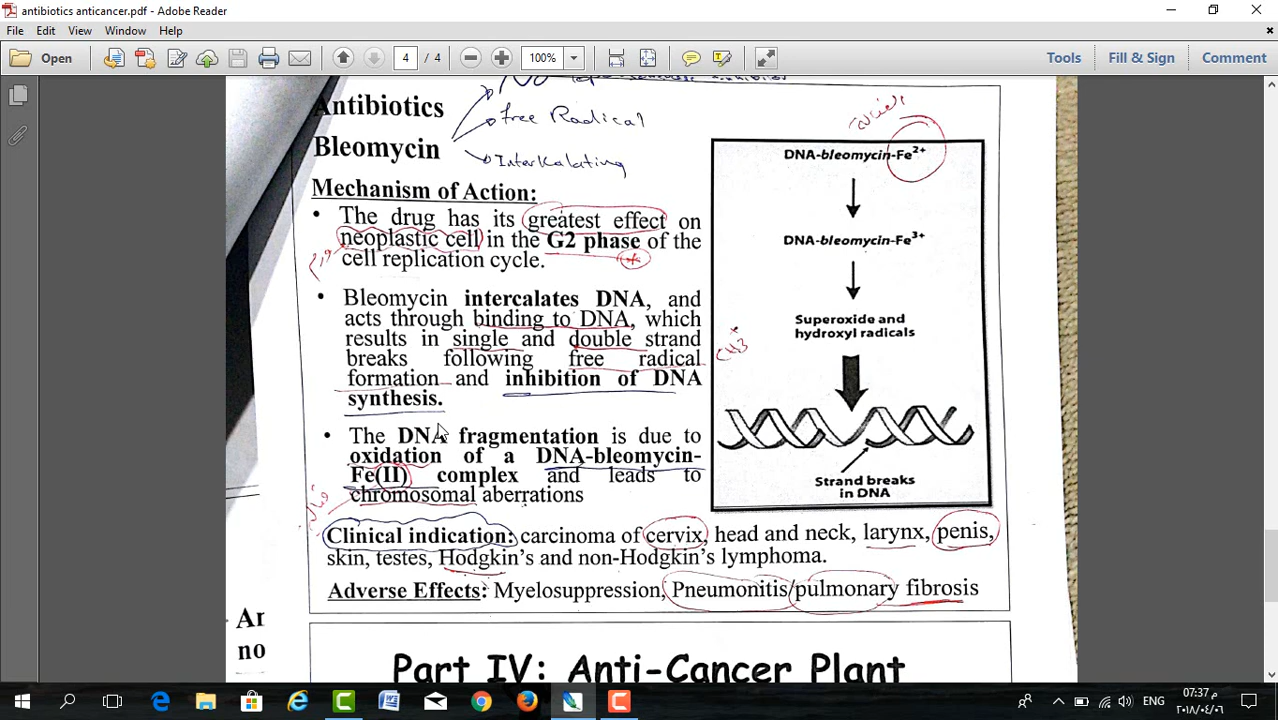 antibiotics anticancer.pdf - Adobe Reader
File Edit View Window Help
Open 4 / 4 100% Tools Fill & Sign Comment
Antibiotics
Free Radical
Bleomycin
Interkalating
Mechanism of Action:
• The drug has its greatest effect on
neoplastic cell in the G2 phase of the
cell replication cycle.
• Bleomycin intercalates DNA, and
acts through binding to DNA, which
results in single and double strand
breaks following free radical
formation and inhibition of DNA
synthesis.
• The DNA fragmentation is due to
oxidation of a DNA-bleomycin-
Fe(II) complex and leads to
chromosomal aberrations
DNA-bleomycin-Fe2+
DNA-bleomycin-Fe3+
Superoxide and
hydroxyl radicals
CH3
Strand breaks
in DNA
Clinical indication: carcinoma of cervix, head and neck, larynx, penis,
skin, testes, Hodgkin's and non-Hodgkin's lymphoma.
Adverse Effects: Myelosuppression, Pneumonitis/pulmonary fibrosis
no
Part IV: Anti-Cancer Plant
ENG
07:37 م
٢٠١٨/٠٤/٠٦